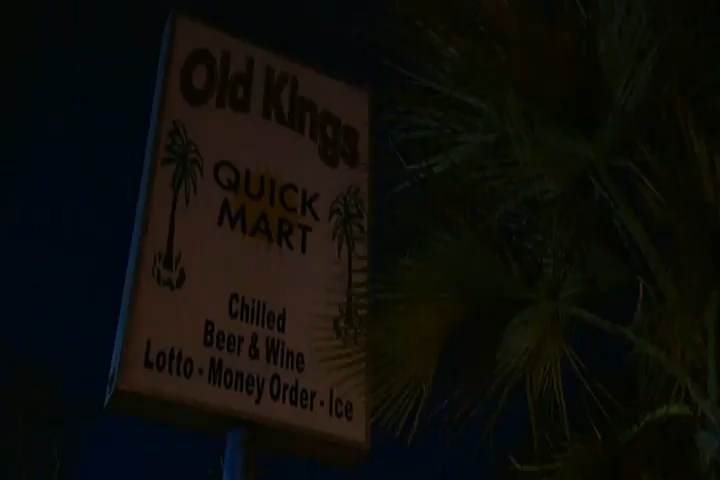 Old Kings
QUICK
MART
Chilled
Beer & Wine
Lotto - Money Order - Ice